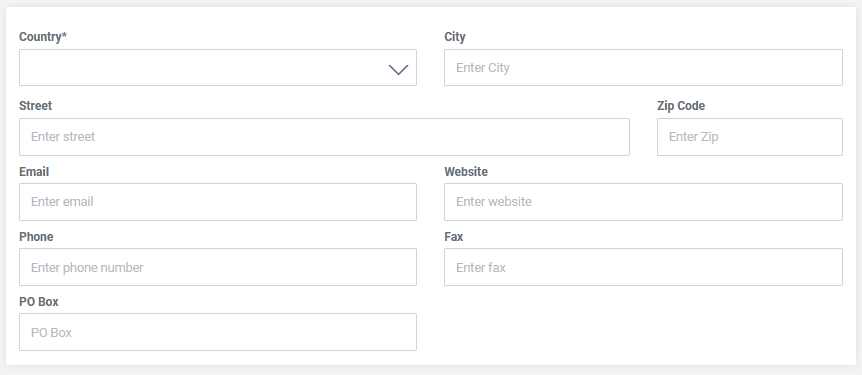 Country* City
Enter City
Street Zip Code
Enter street Enter Zip
Email Website
Enter email Enter website
Phone Fax
Enter phone number Enter fax
PO Box
PO Box